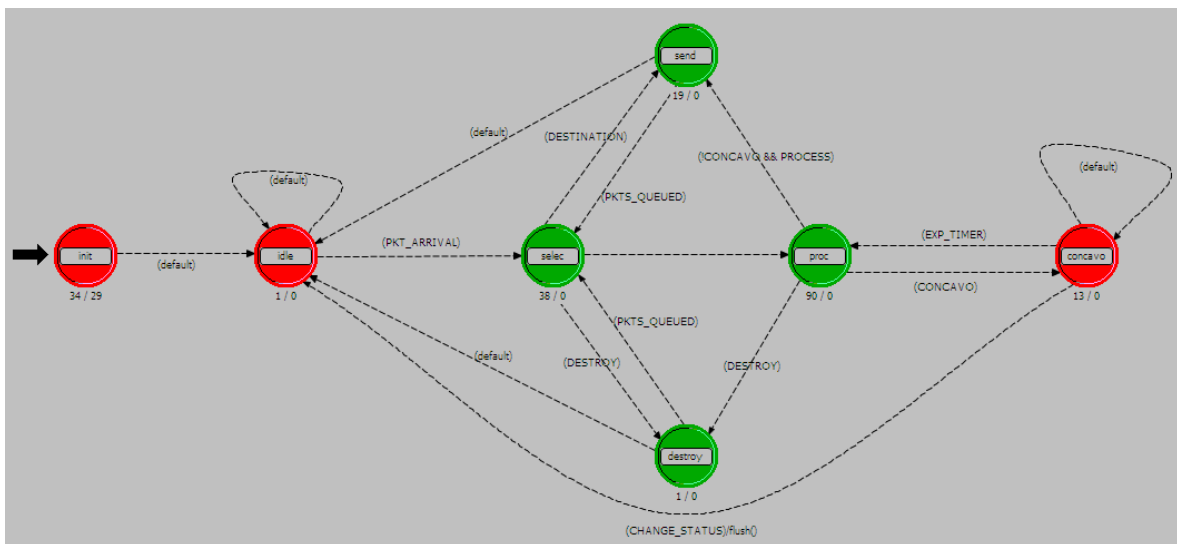 send
19 / 0
(default)
(DESTINATION)
(!CONCAVO && PROCESS)
(default)
(default)
(PKTS_QUEUED)
init
(default)
34 / 29
idle
1 / 0
(PKT_ARRIVAL)
selec
38 / 0
proc
90 / 0
(EXP_TIMER)
(CONCAVO)
concavo
13 / 0
(PKTS_QUEUED)
(default)
(DESTROY)
(DESTROY)
destroy
1 / 0
(CHANGE_STATUS)/flush()